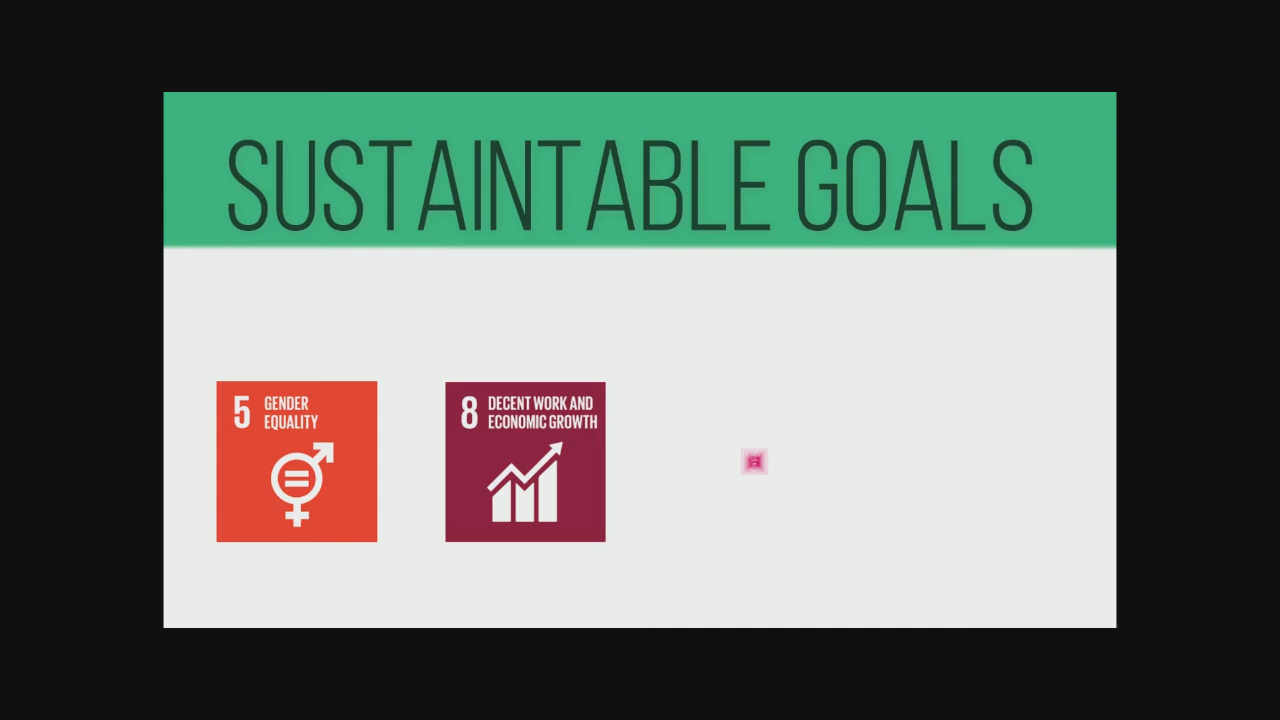 SUSTAINTABLE GOALS
5 GENDER
EQUALITY
8 DECENT WORK AND
ECONOMIC GROWTH